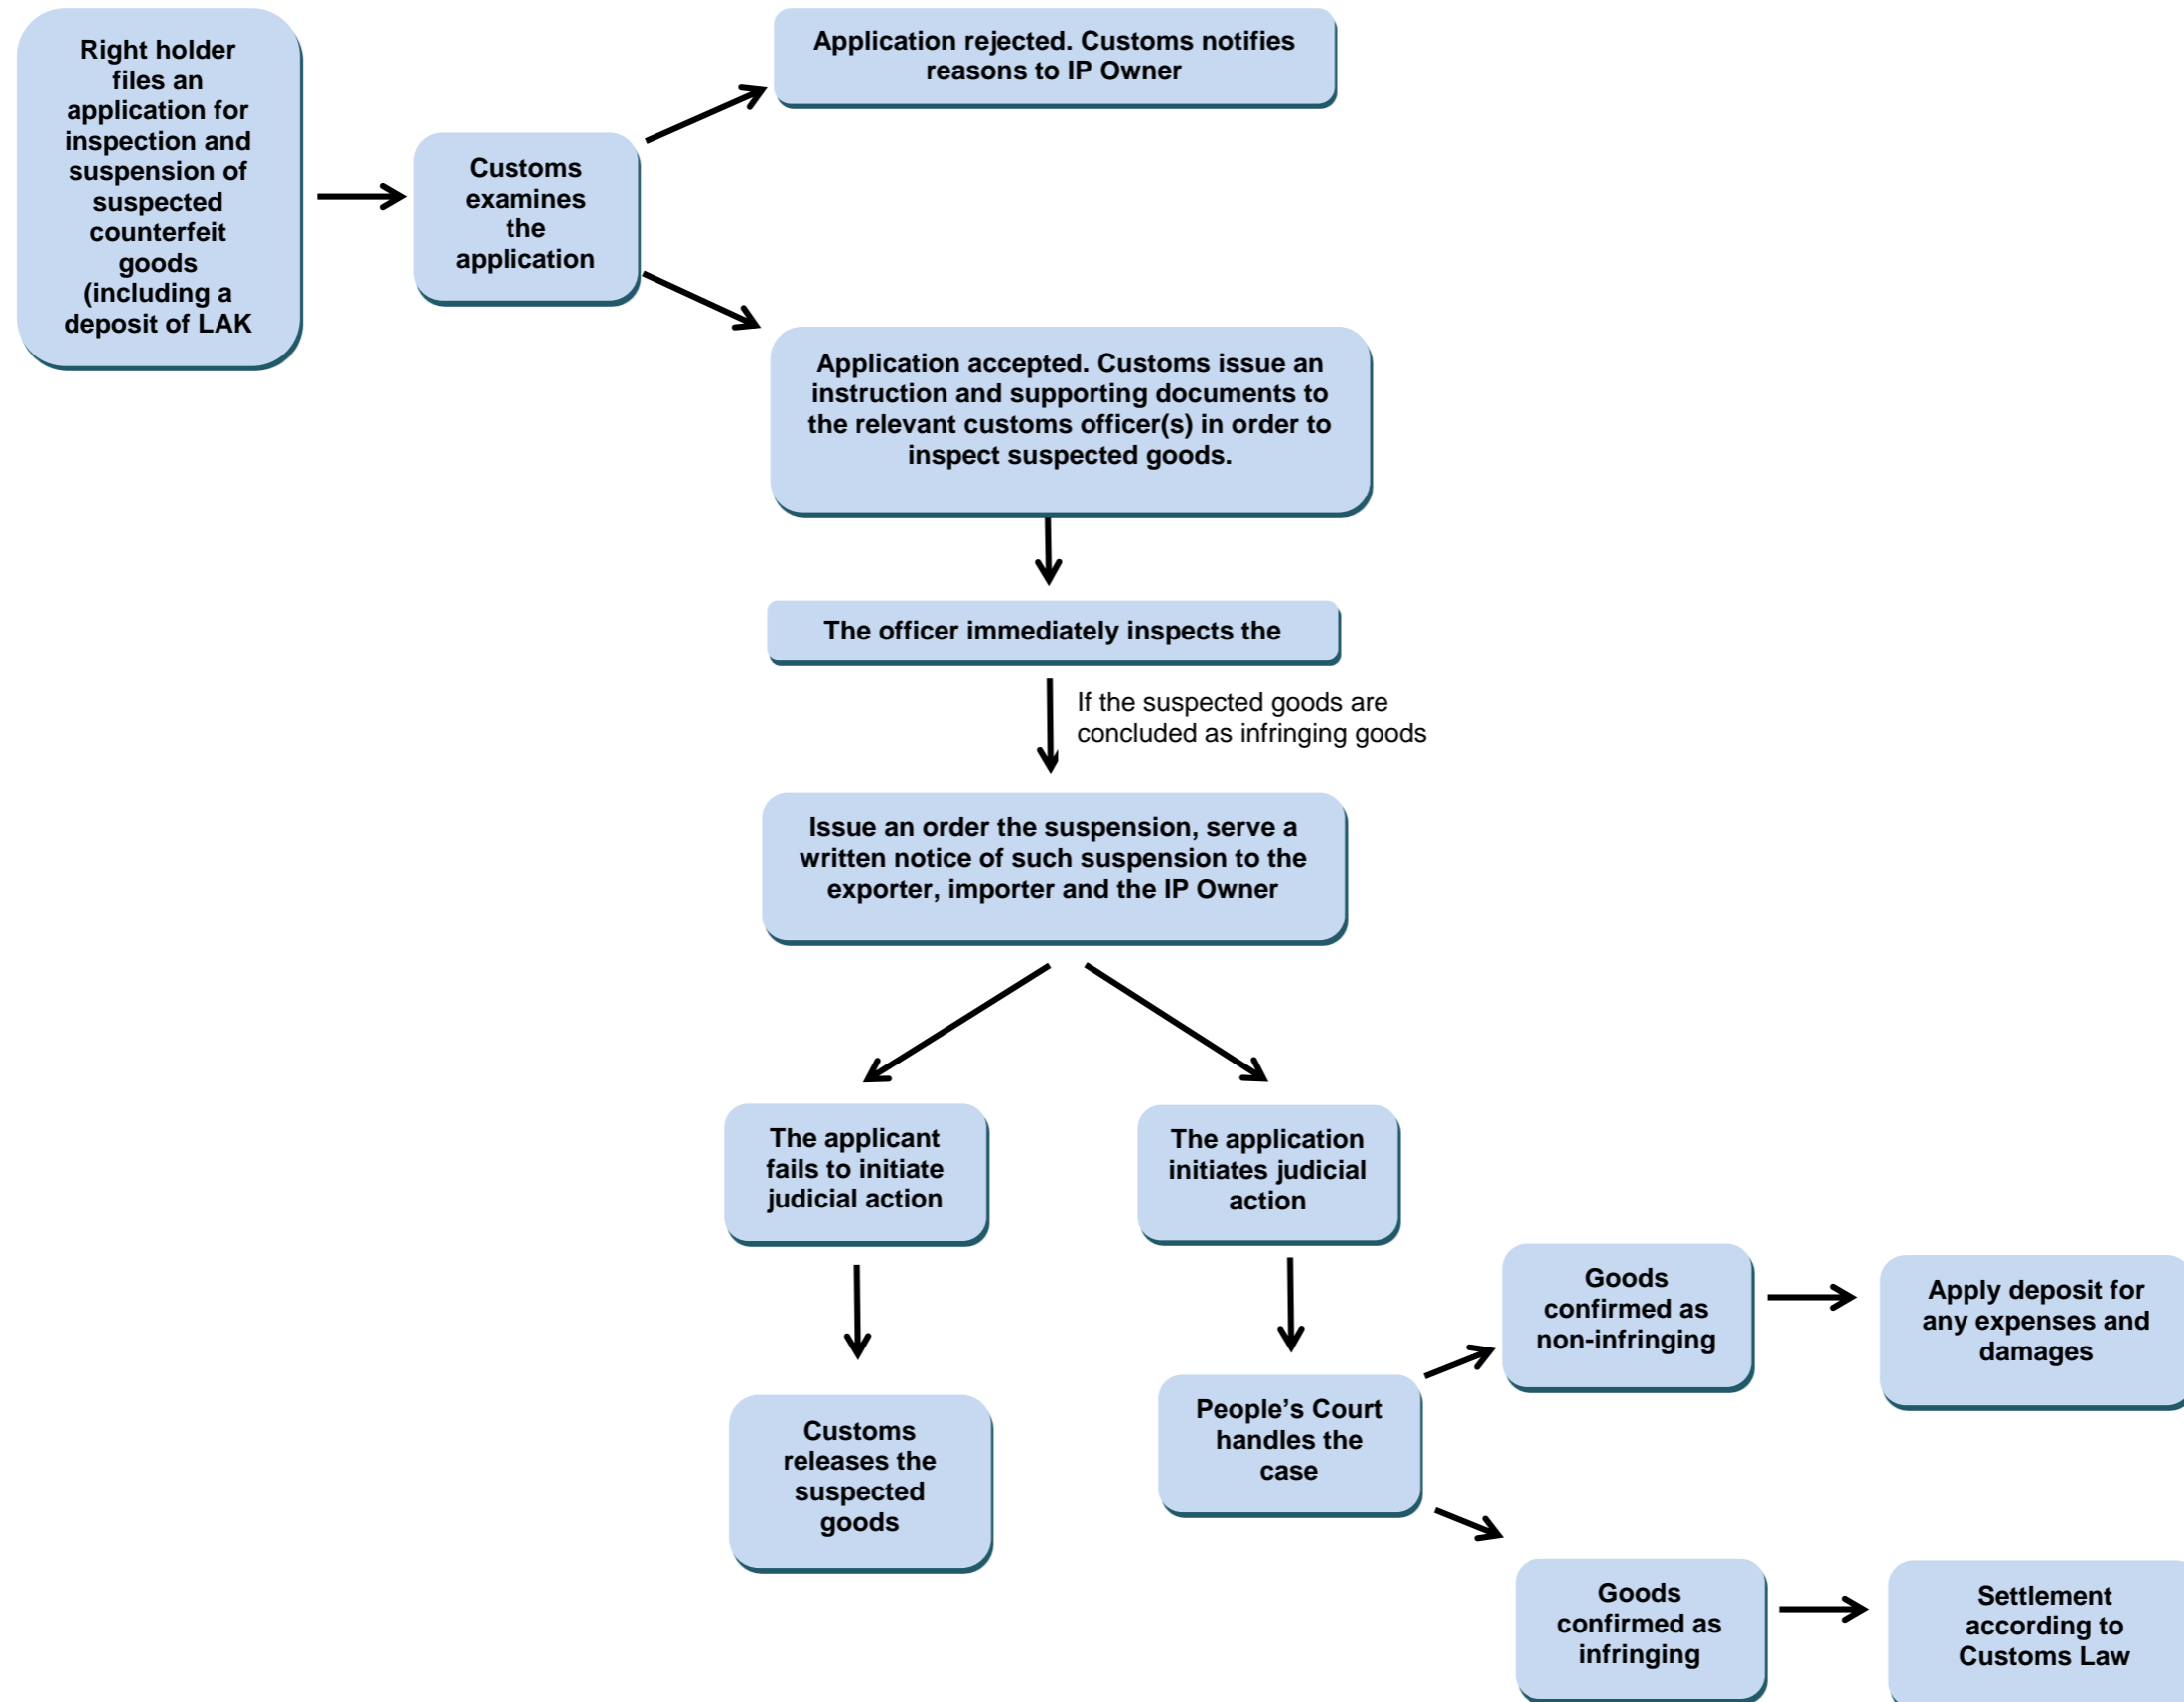 Right holder
files an
application for
inspection and
suspension of
suspected
counterfeit
goods
(including a
deposit of LAK
Customs
examines
the
application
Application rejected. Customs notifies
reasons to IP Owner
Application accepted. Customs issue an
instruction and supporting documents to
the relevant customs officer(s) in order to
inspect suspected goods.
The officer immediately inspects the
If the suspected goods are
concluded as infringing goods
Issue an order the suspension, serve a
written notice of such suspension to the
exporter, importer and the IP Owner
The applicant
fails to initiate
judicial action
Customs
releases the
suspected
goods
The application
initiates judicial
action
People’s Court
handles the
case
Goods
confirmed as
non-infringing
Apply deposit for
any expenses and
damages
Goods
confirmed as
infringing
Settlement
according to
Customs Law